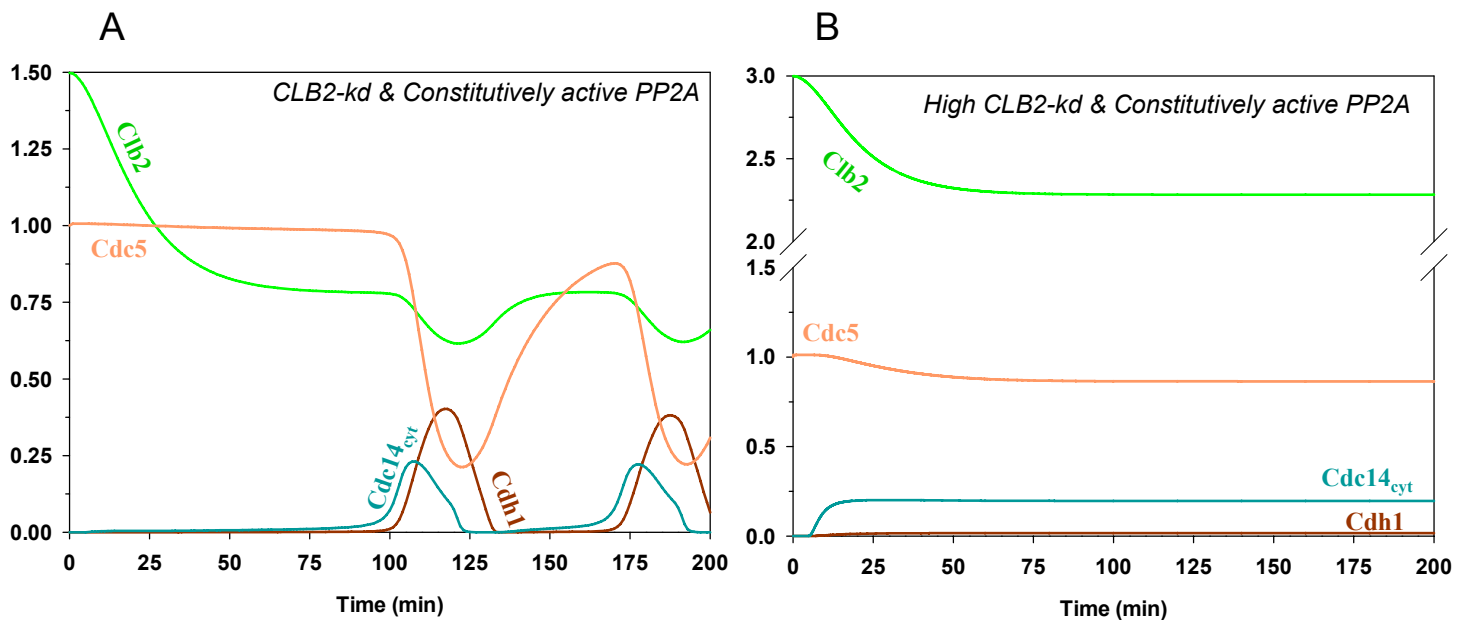 A
CLB2-kd & Constitutively active PP2A
1.50
1.25
1.00
0.75
0.50
0.25
0.00
Clb2
Cdc5
Cdc14cyt
Cdh1
0 25 50 75 100 125 150 175 200
Time (min)
B
High CLB2-kd & Constitutively active PP2A
3.0
2.5
2.0
1.5
1.0
0.5
0.0
Clb2
Cdc5
Cdc14cyt
Cdh1
0 25 50 75 100 125 150 175 200
Time (min)